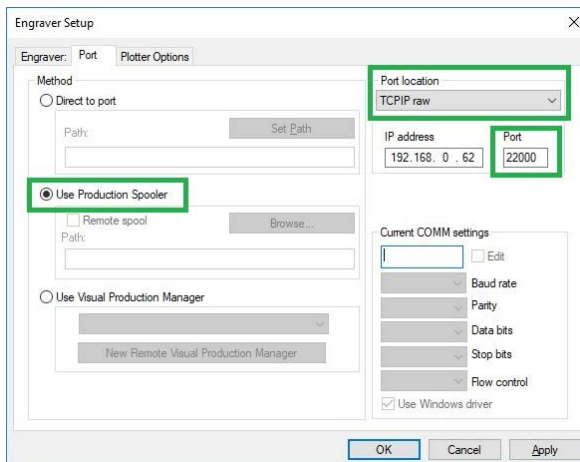 Engraver Setup
Engraver: Port Plotter Options
Method
Direct to port
Path: Set Path
Use Production Spooler
Remote spool Browse...
Path:
Use Visual Production Manager
New Remote Visual Production Manager
Port location
TCPIP raw
IP address Port
192.168. 0 . 62 22000
Current COMM settings
Edit
Baud rate
Parity
Data bits
Stop bits
Flow control
Use Windows driver
OK Cancel Apply